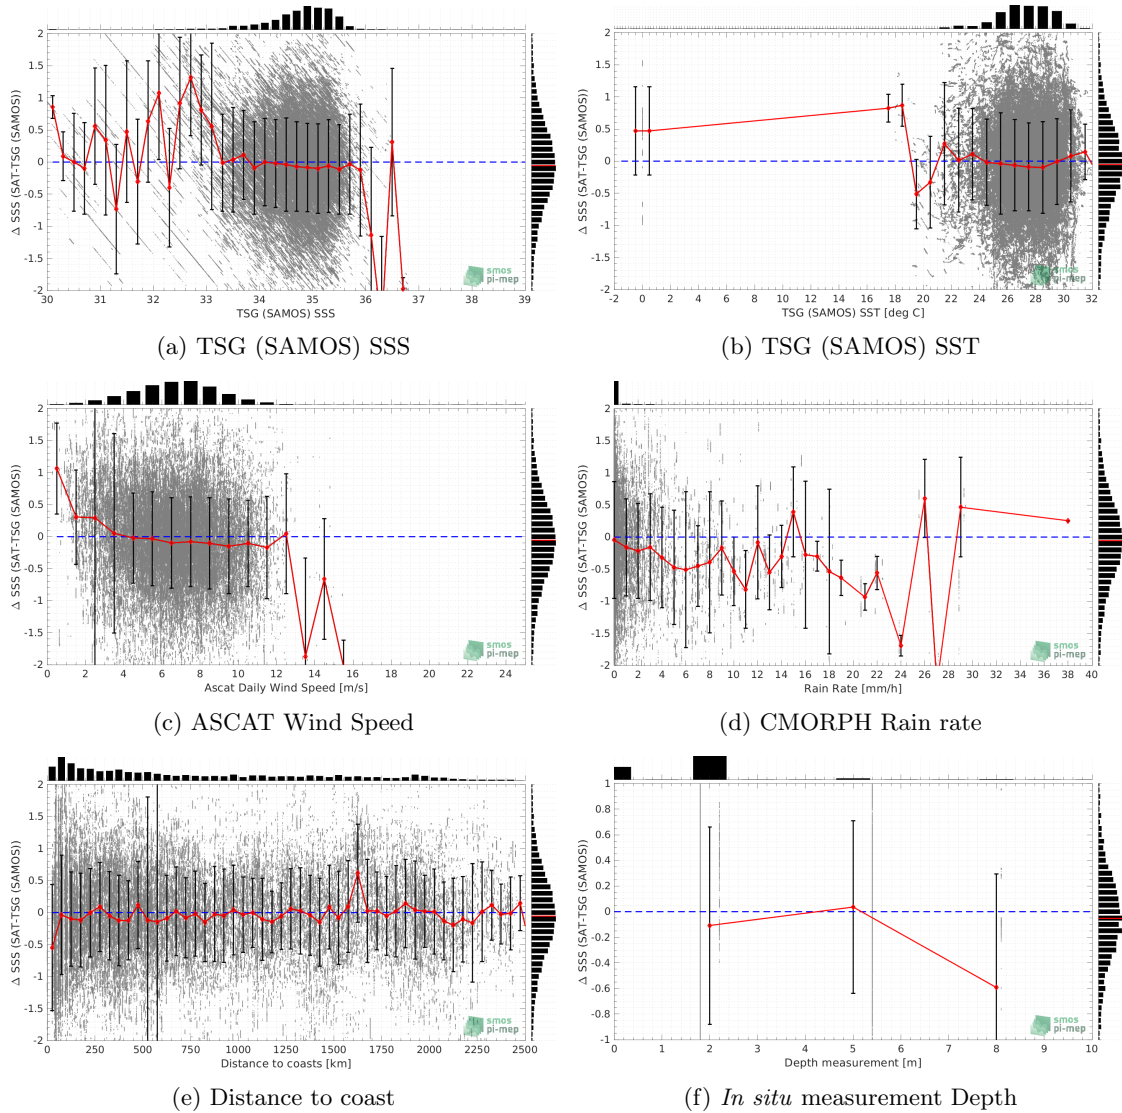 2
1.5
1
0.5
0
-0.5
-1
-1.5
-2
Δ SSS (SAT-TSG (SAMOS))
30 31 32 33 34 35 36 37 38 39
TSG (SAMOS) SSS
smos
pi-mep
(a) TSG (SAMOS) SSS
2
1.5
1
0.5
0
-0.5
-1
-1.5
-2
Δ SSS (SAT-TSG (SAMOS))
-2 0 2 4 6 8 10 12 14 16 18 20 22 24 26 28 30 32
TSG (SAMOS) SST [deg C]
smos
pi-mep
(b) TSG (SAMOS) SST
2
1.5
1
0.5
0
-0.5
-1
-1.5
-2
Δ SSS (SAT-TSG (SAMOS))
0 2 4 6 8 10 12 14 16 18 20 22 24
Ascat Daily Wind Speed [m/s]
smos
pi-mep
(c) ASCAT Wind Speed
2
1.5
1
0.5
0
-0.5
-1
-1.5
-2
Δ SSS (SAT-TSG (SAMOS))
0 2 4 6 8 10 12 14 16 18 20 22 24 26 28 30 32 34 36 38 40
Rain Rate [mm/h]
smos
pi-mep
(d) CMORPH Rain rate
2
1.5
1
0.5
0
-0.5
-1
-1.5
-2
Δ SSS (SAT-TSG (SAMOS))
0 250 500 750 1000 1250 1500 1750 2000 2250 2500
Distance to coasts [km]
smos
pi-mep
(e) Distance to coast
1
0.8
0.6
0.4
0.2
0
-0.2
-0.4
-0.6
-0.8
-1
Δ SSS (SAT-TSG (SAMOS))
0 1 2 3 4 5 6 7 8 9 10
Depth measurement [m]
smos
pi-mep
(f) In situ measurement Depth